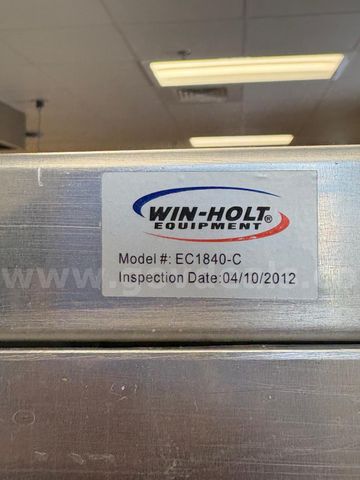 WIN-HOLT®
EQUIPMENT
Model #: EC1840-C
Inspection Date:04/10/2012